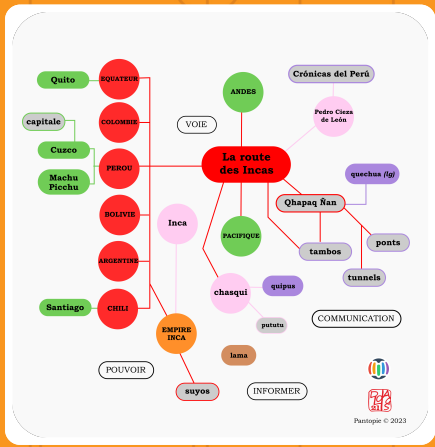 Quito
EQUATEUR
ANDES
Crónicas del Perú
capitale
COLOMBIE
VOIE
Pedro Cieza
de León
Cuzco
Machu
Picchu
PEROU
La route
des Incas
quechua /lg/
Qhapaq Ñan
BOLIVIE
Inca
PACIFIQUE
ponts
tambos
ARGENTINE
tunnels
chasqui
quipus
Santiago
CHILI
pututu
COMMUNICATION
EMPIRE
INCA
lama
POUVOIR
suyos
INFORMER
Pantopic © 2023